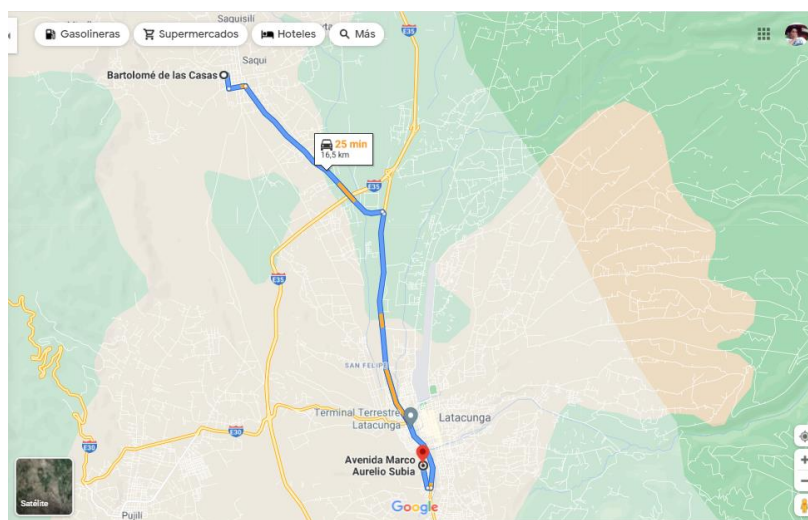 Saquisilí
Gasolineras
Supermercados
Hoteles
Más
E35
Saqui
Bartolomé de las Casas
25 min
16,5 km
E35
E35
SAN FELIPE
Terminal Terrestre
Latacunga
Latacunga
E30
E30
Avenida Marco
Aurelio Subia
Satélite
Google
Pujilí